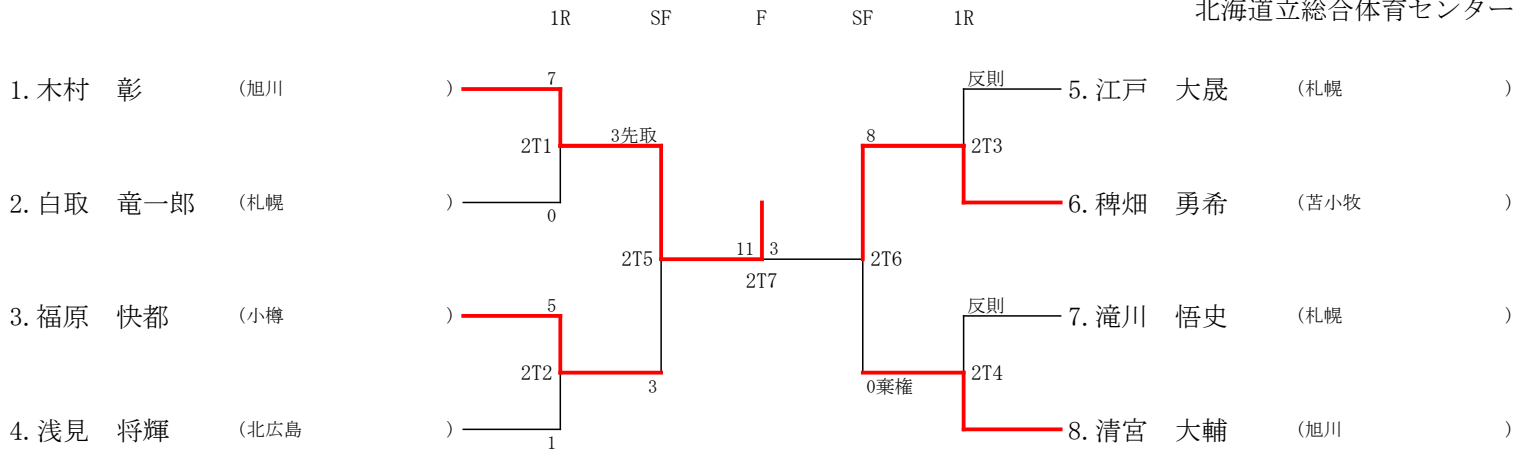 北海道立総合体育センター
1R SF F SF 1R
1. 木村 彰 (旭川 ) 7 反則 5. 江戸 大晟 (札幌 )
2T1 3先取 8 2T3
2. 白取 竜一郎 (札幌 ) 0 6. 稗畑 勇希 (苫小牧 )
2T5 11 3 2T6
2T7
3. 福原 快都 (小樽 ) 5 反則 7. 滝川 悟史 (札幌 )
2T2 3 0棄権 2T4
4. 浅見 将輝 (北広島 ) 1 8. 清宮 大輔 (旭川 )